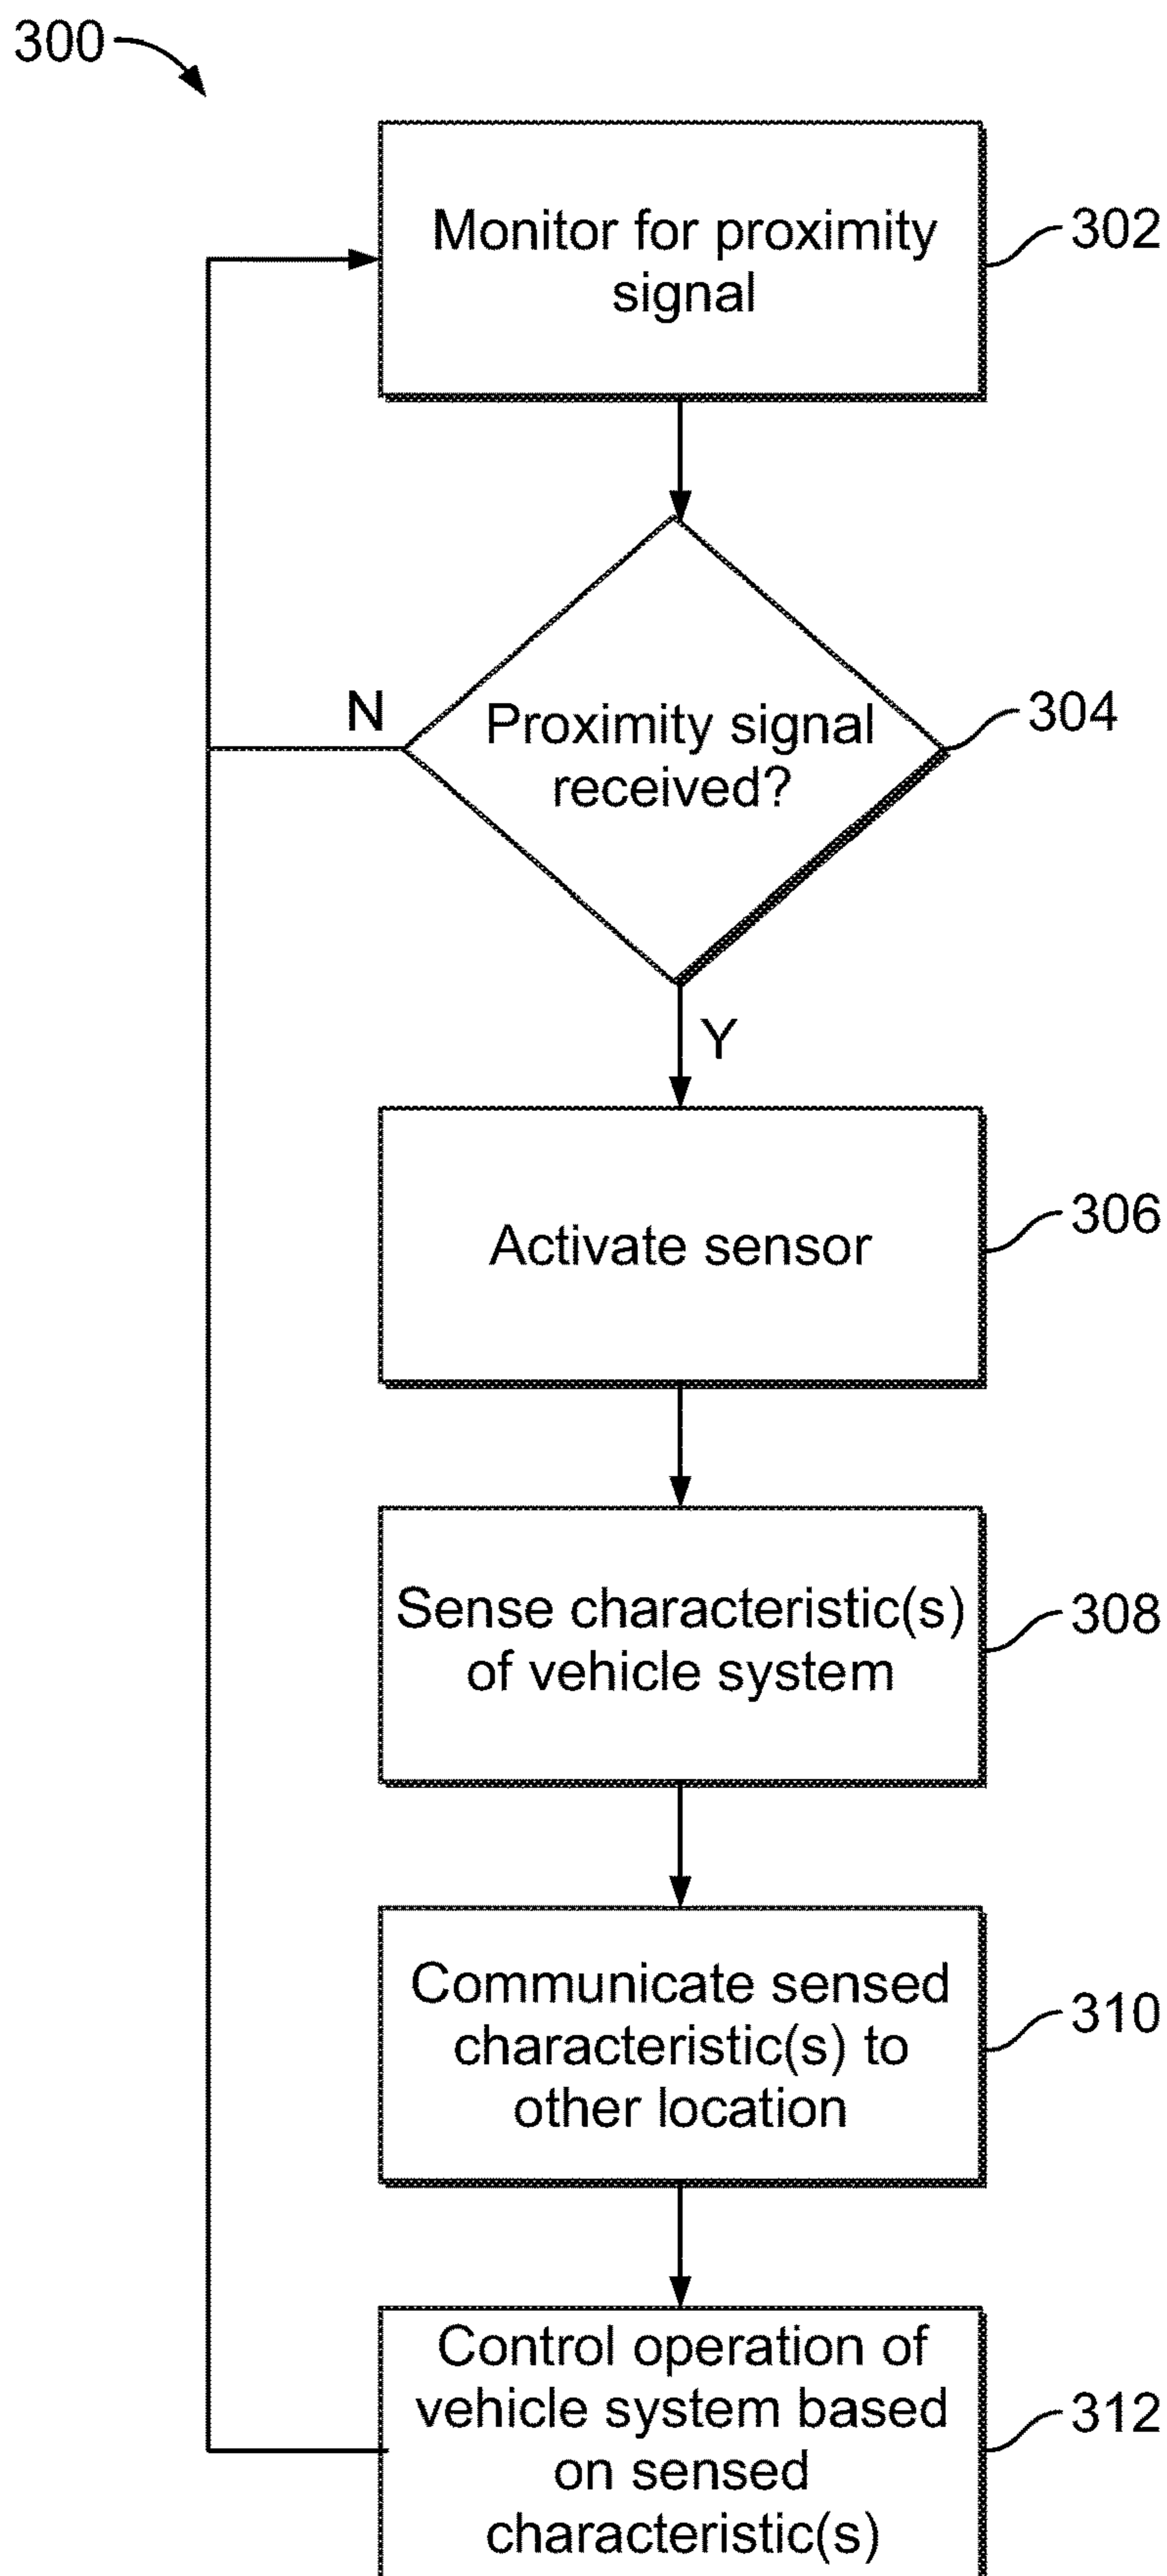 300
Monitor for proximity
signal
302
N
Proximity signal
received?
304
Y
Activate sensor
306
Sense characteristic(s)
of vehicle system
308
Communicate sensed
characteristic(s) to
other location
310
Control operation of
vehicle system based
on sensed
characteristic(s)
312